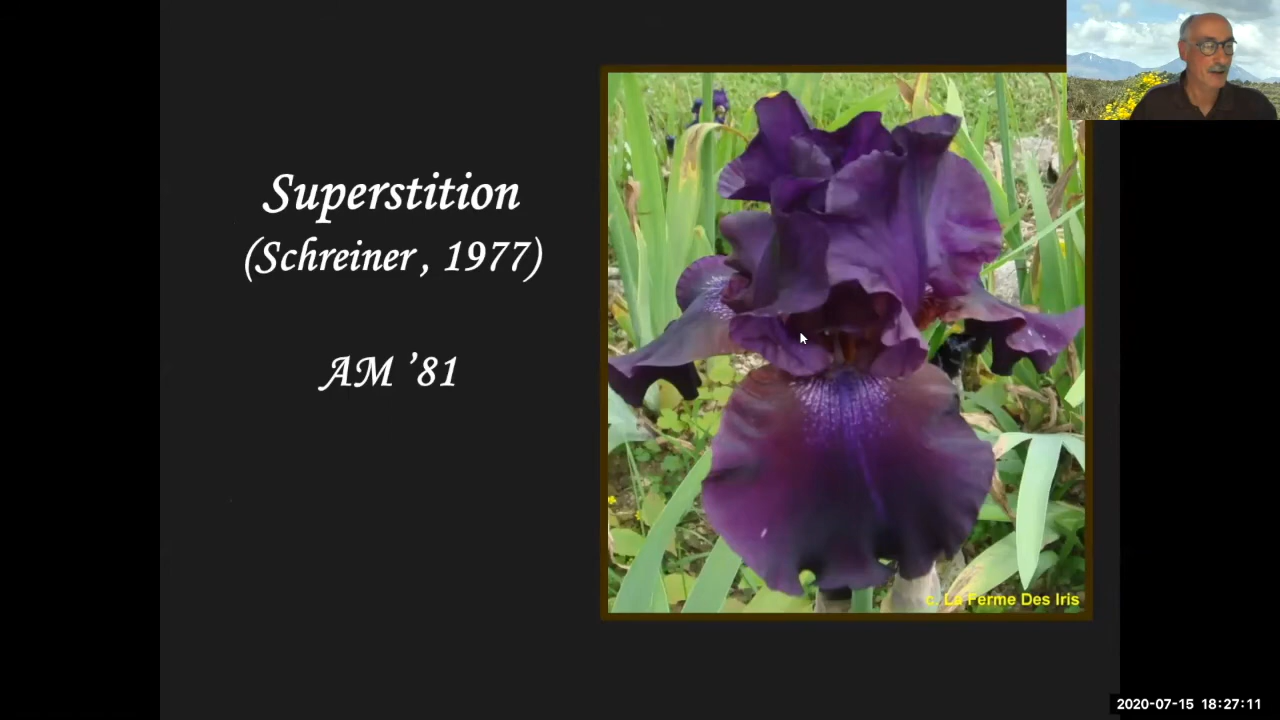 Superstition
(Schreiner, 1977)
AM ’81
c. La Ferme Des Iris
2020-07-15 18:27:11